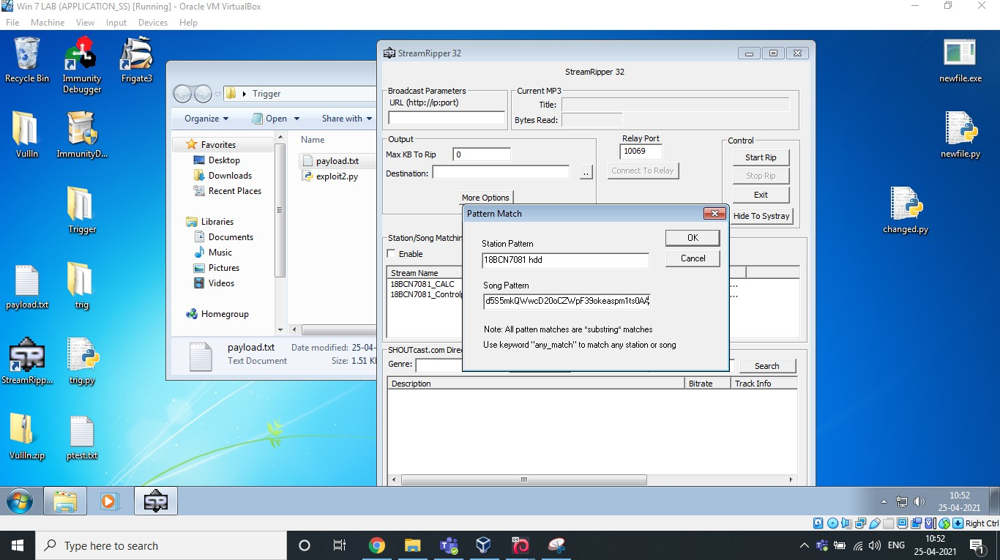 Win 7 LAB (APPLICATION_SS) [Running] - Oracle VM VirtualBox
File Machine View Input Devices Help
Recycle Bin
Immunity Debugger
Frigate3
VullIn
ImmunityD...
Trigger
payload.txt
trig
StreamRipp...
trig.py
VullIn.zip
ptest.txt
newfile.exe
newfile.py
changed.py
Trigger
Organize Open Share with
Favorites
Desktop
Downloads
Recent Places
Libraries
Documents
Music
Pictures
Videos
Homegroup
Name
payload.txt
exploit2.py
payload.txt Date modified: 25-04-
Text Document Size: 1.51 K
StreamRipper 32
StreamRipper 32
Broadcast Parameters
URL (http://ip:port)
Current MP3
Title:
Bytes Read:
Output
Max KB To Rip 0
Destination: ..
More Options
Relay Port
10069
Connect To Relay
Control
Start Rip
Stop Rip
Exit
Hide To Systray
Station/Song Matchin
Enable
Stream Name
18BCN7081_CALC ...
18BCN7081_Controlp ...
SHOUTcast.com Dire
Genre: Search
Description Bitrate Track Info
Pattern Match
Station Pattern
18BCN7081 hdd
OK
Cancel
Song Pattern
d5S5mkQWwcD20oCZWpF39okeaspm1ts0AA
Note: All patten matches are *substring* matches
Use keyword "any_match" to match any station or song
10:52
25-04-2021
Right Ctrl
Type here to search
ENG
10:52
25-04-2021
1